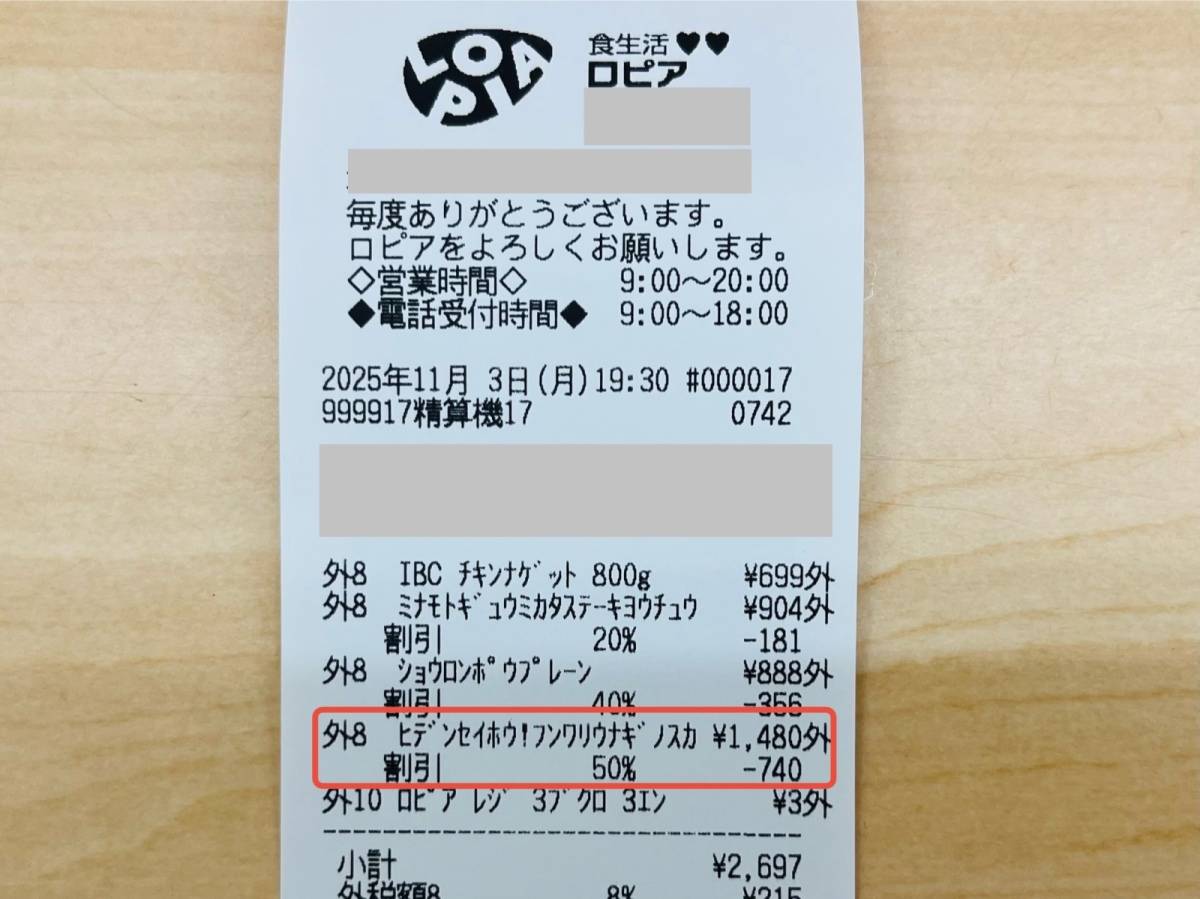 LOPIA
食生活♥♥
ロピア
毎度ありがとうございます。
ロピアをよろしくお願いします。
◇営業時間◇ 9:00〜20:00
◆電話受付時間◆ 9:00〜18:00
2025年11月 3日(月)19:30 #000017
999917精算機17 0742
外8 IBC ﾁｷﾝﾅｹﾞｯﾄ 800g ¥699外
外8 ﾐﾅﾓﾄｷﾞｭｳﾐｶﾀｽﾃｰｷﾖｳﾁｭｳ ¥904外
割引 20% -181
外8 ｼｮｳﾛﾝﾎﾟｳﾌﾟﾚｰﾝ ¥888外
割引 40% -356
外8 ﾋﾃﾞﾝｾｲﾎｳ!ﾌﾝﾜﾘｳﾅｷﾞﾉｽｶ ¥1,480外
割引 50% -740
外10 ﾛﾋﾟｱ ﾚｼﾞ 3ﾌﾞｸﾛ 3ｴﾝ ¥3外
小計 ¥2,697
外税額8 8% ¥215